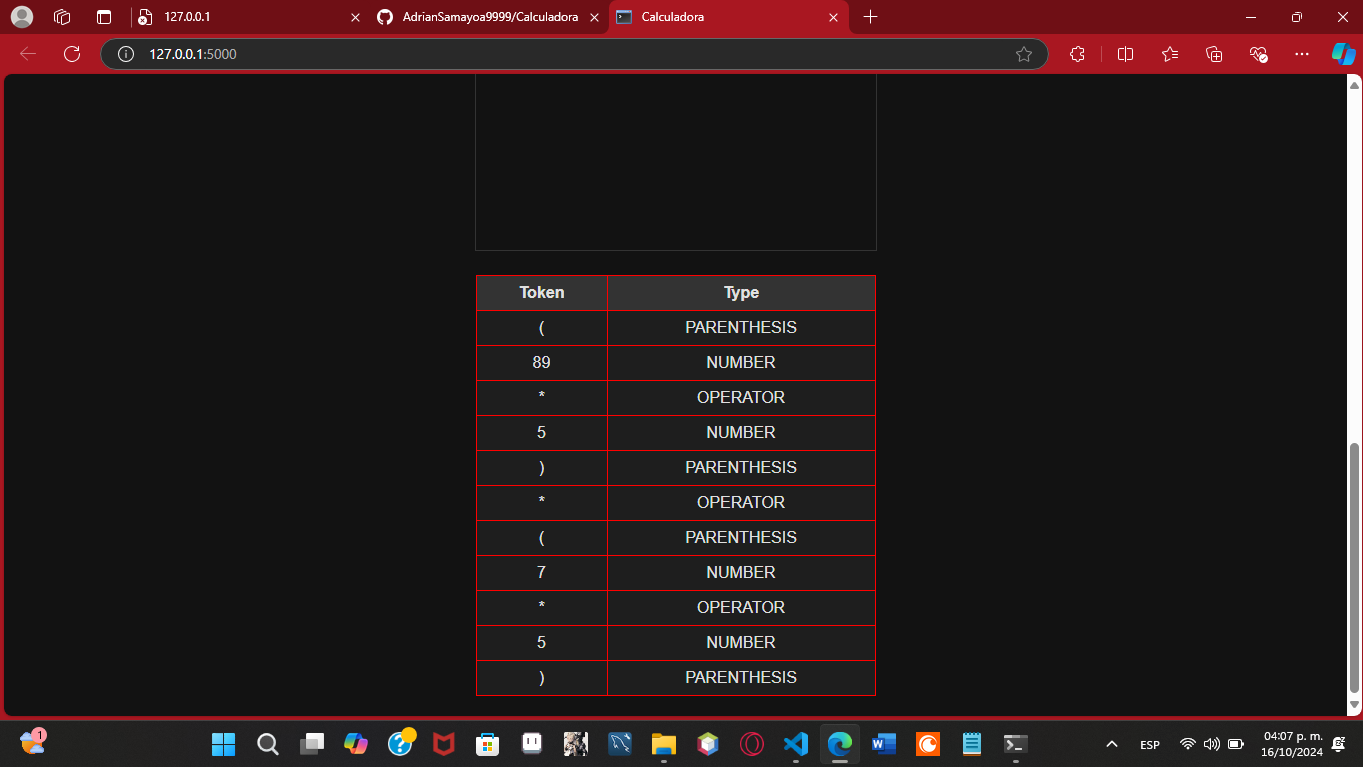 127.0.0.1
AdrianSamayoa9999/Calculadora
Calculadora
127.0.0.1:5000
Token Type
( PARENTHESIS
89 NUMBER
* OPERATOR
5 NUMBER
) PARENTHESIS
* OPERATOR
( PARENTHESIS
7 NUMBER
* OPERATOR
5 NUMBER
) PARENTHESIS
1
ESP
04:07 p. m.
16/10/2024